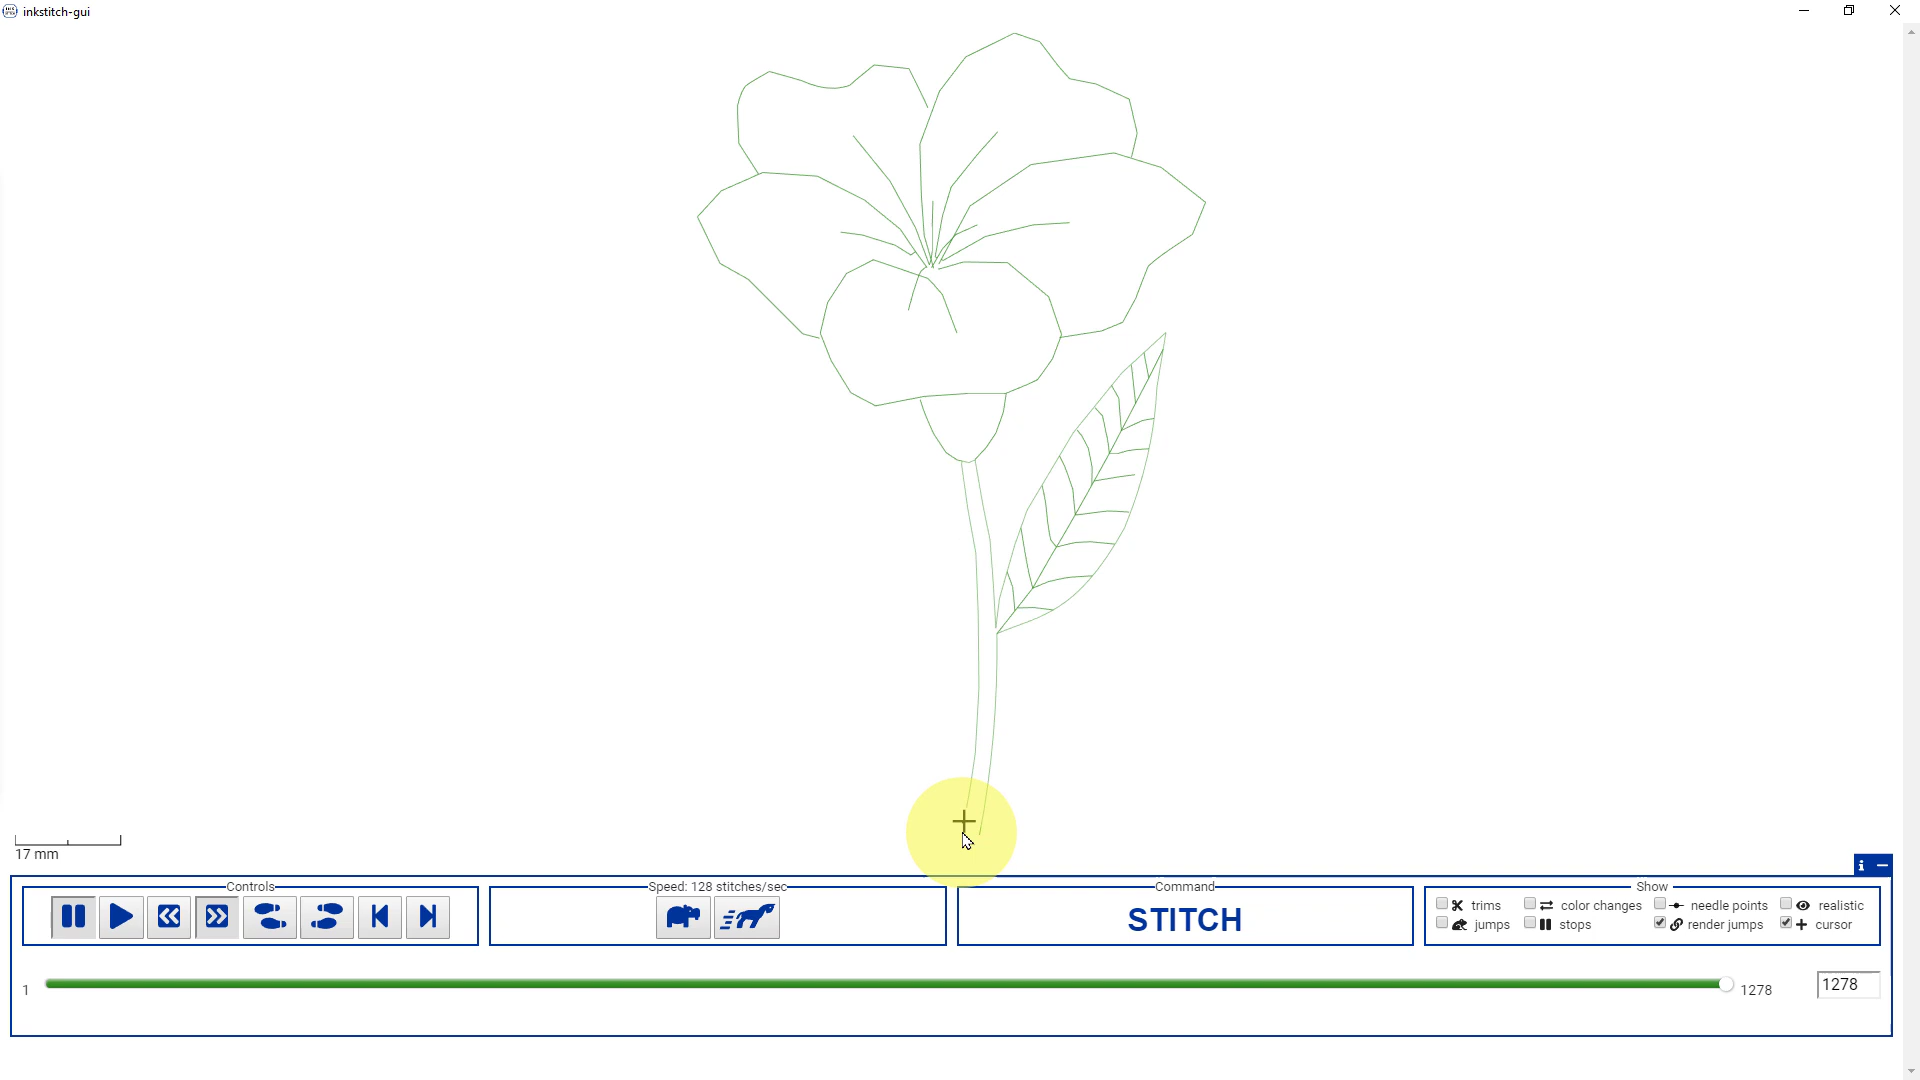 inkstitch-gui
17 mm
i
Controls
Speed: 128 stitches/sec
Command
STITCH
Show
trims
color changes
needle points
realistic
jumps
stops
render jumps
cursor
1
1278
1278